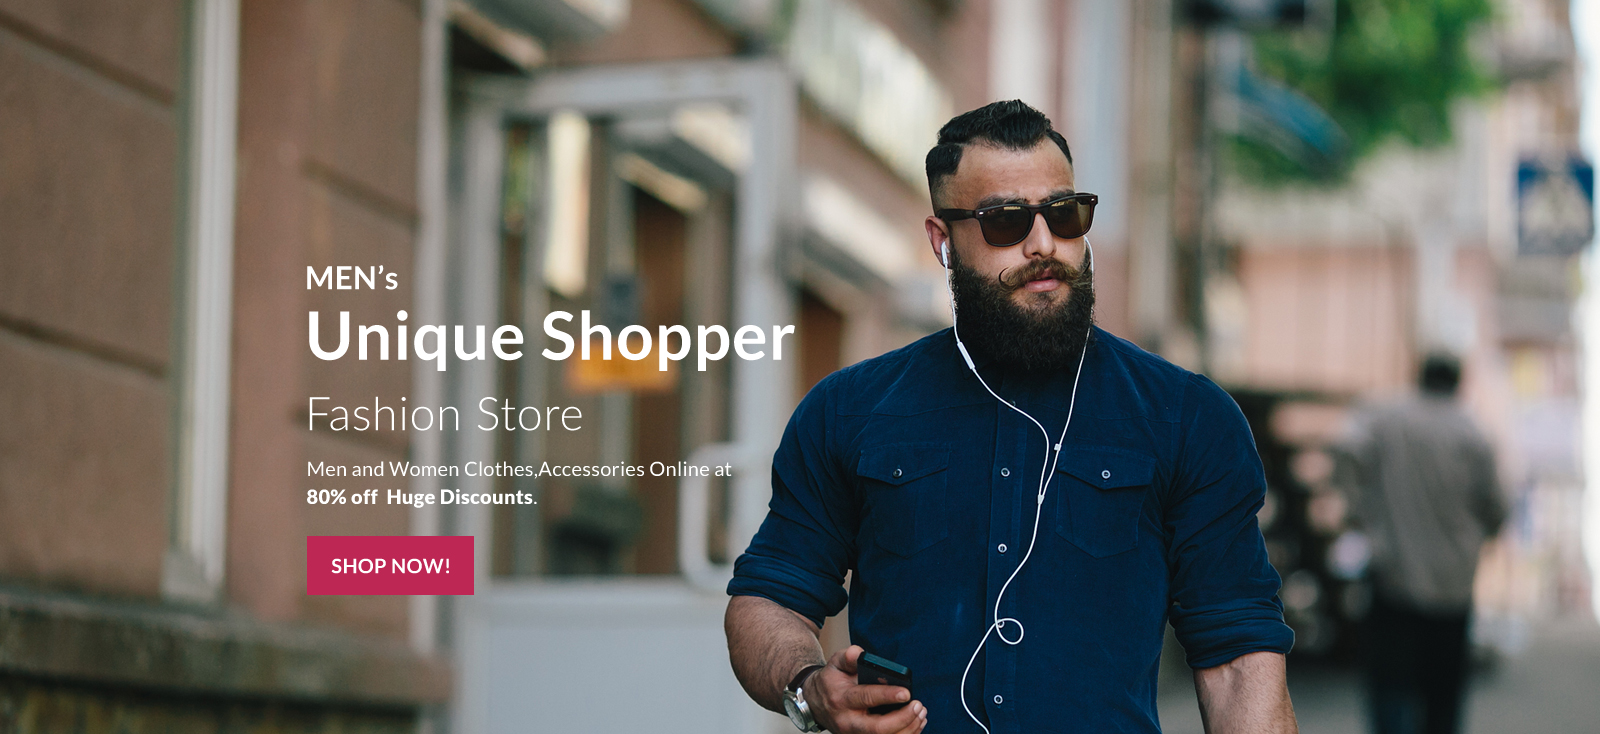 MEN’s
Unique Shopper
Fashion Store
Men and Women Clothes,Accessories Online at
80% off  Huge Discounts.
SHOP NOW!